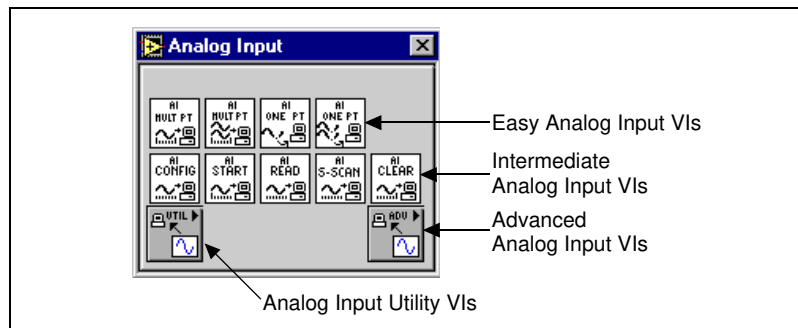 Analog Input
AI MULT PT
AI MULT PT
AI ONE PT
AI ONE PT
Easy Analog Input VIs
AI CONFIG
AI START
AI READ
AI S-SCAN
AI CLEAR
Intermediate
Analog Input VIs
UTIL
ADV
Advanced
Analog Input VIs
Analog Input Utility VIs